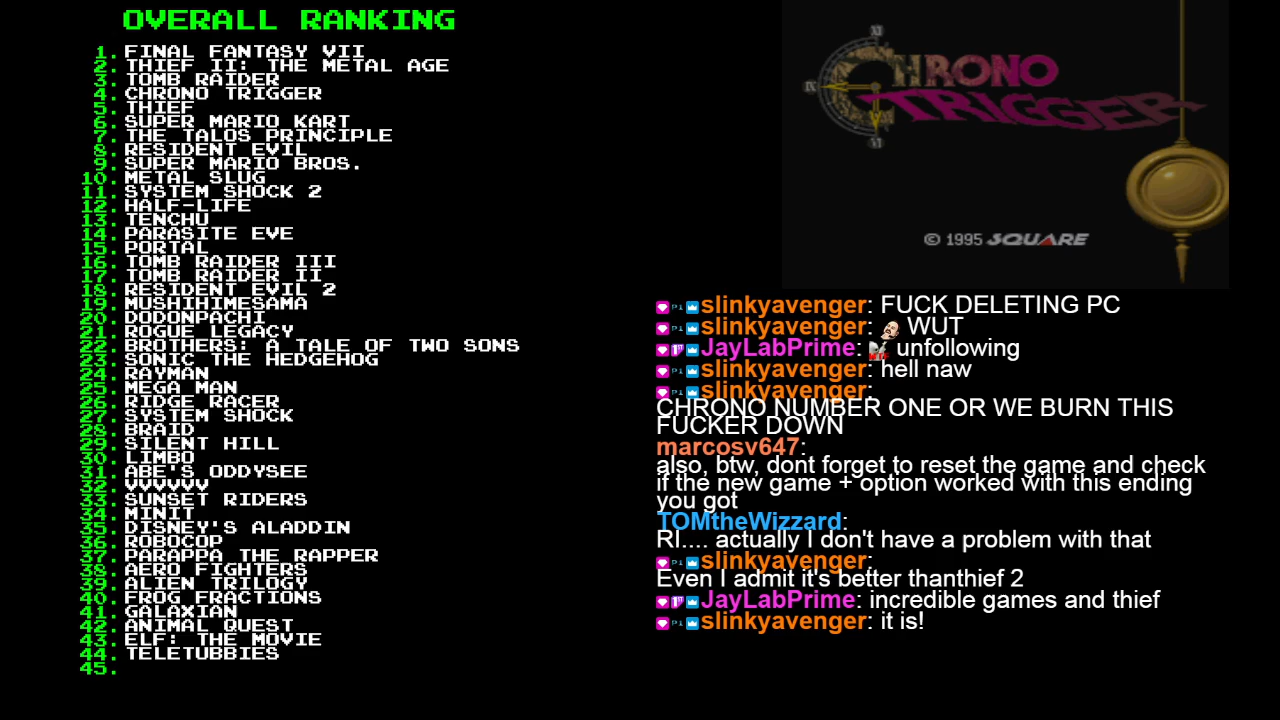 OVERALL RANKING
1. FINAL FANTASY VII
2. THIEF II: THE METAL AGE
3. TOMB RAIDER
4. CHRONO TRIGGER
5. THIEF
6. SUPER MARIO KART
7. THE TALOS PRINCIPLE
8. RESIDENT EVIL
9. SUPER MARIO BROS.
10. METAL SLUG
11. SYSTEM SHOCK 2
12. HALF-LIFE
13. TENCHU
14. PARASITE EVE
15. PORTAL
16. TOMB RAIDER III
17. TOMB RAIDER II
18. RESIDENT EVIL 2
19. MUSHIHIMESAMA
20. DODONPACHI
21. ROGUE LEGACY
22. BROTHERS: A TALE OF TWO SONS
23. SONIC THE HEDGEHOG
24. RAYMAN
25. MEGA MAN
26. RIDGE RACER
27. SYSTEM SHOCK
28. BRAID
29. SILENT HILL
30. LIMBO
31. ABE'S ODDYSEE
32. VVVVVV
33. SUNSET RIDERS
34. MINIT
35. DISNEY'S ALADDIN
36. ROBOCOP
37. PARAPPA THE RAPPER
38. AERO FIGHTERS
39. ALIEN TRILOGY
40. FROG FRACTIONS
41. GALAXIAN
42. ANIMAL QUEST
43. ELF: THE MOVIE
44. TELETUBBIES
45.
CHRONO
TRIGGER
© 1995 SQUARE
slinkyavenger: FUCK DELETING PC
slinkyavenger: WUT
JayLabPrime: unfollowing
slinkyavenger: hell naw
slinkyavenger:
CHRONO NUMBER ONE OR WE BURN THIS
FUCKER DOWN
marcosv647:
also, btw, dont forget to reset the game and check
if the new game + option worked with this ending
you got
TOMtheWizzard:
RI.... actually I don't have a problem with that
slinkyavenger:
Even I admit it's better thanthief 2
JayLabPrime: incredible games and thief
slinkyavenger: it is!